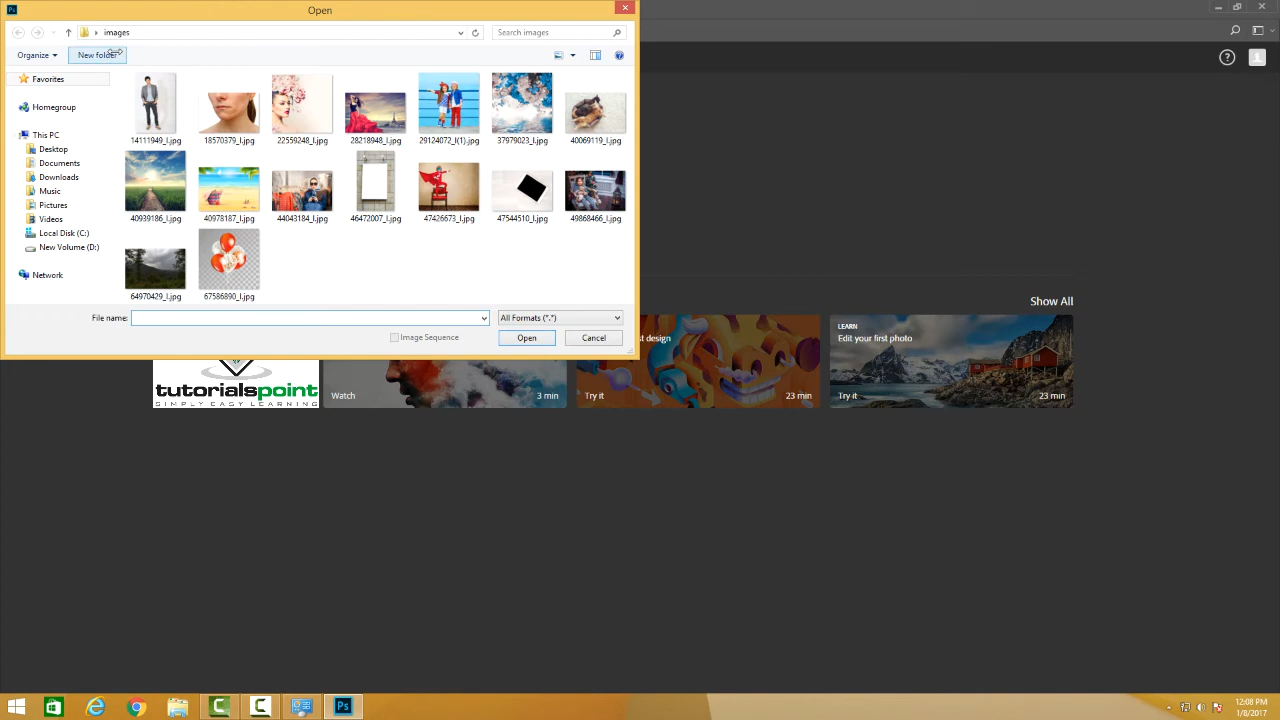 Ps Open
images Search images
Organize New folder
Favorites
Homegroup
This PC
Desktop
Documents
Downloads
Music
Pictures
Videos
Local Disk (C:)
New Volume (D:)
Network
14111949_l.jpg 18570379_l.jpg 22559248_l.jpg 28218948_l.jpg 29124072_l(1).jpg 37979023_l.jpg 40069119_l.jpg
40939186_l.jpg 40978187_l.jpg 44043184_l.jpg 46472007_l.jpg 47426673_l.jpg 47544510_l.jpg 49868466_l.jpg
64970429_l.jpg 67586890_l.jpg
File name: All Formats (*.*)
Image Sequence Open Cancel
Show All
tutorialspoint
SIMPLY EASY LEARNING
Watch 3 min
design
Try it 23 min
LEARN
Edit your first photo
Try it 23 min
Ps
12:08 PM
1/8/2017